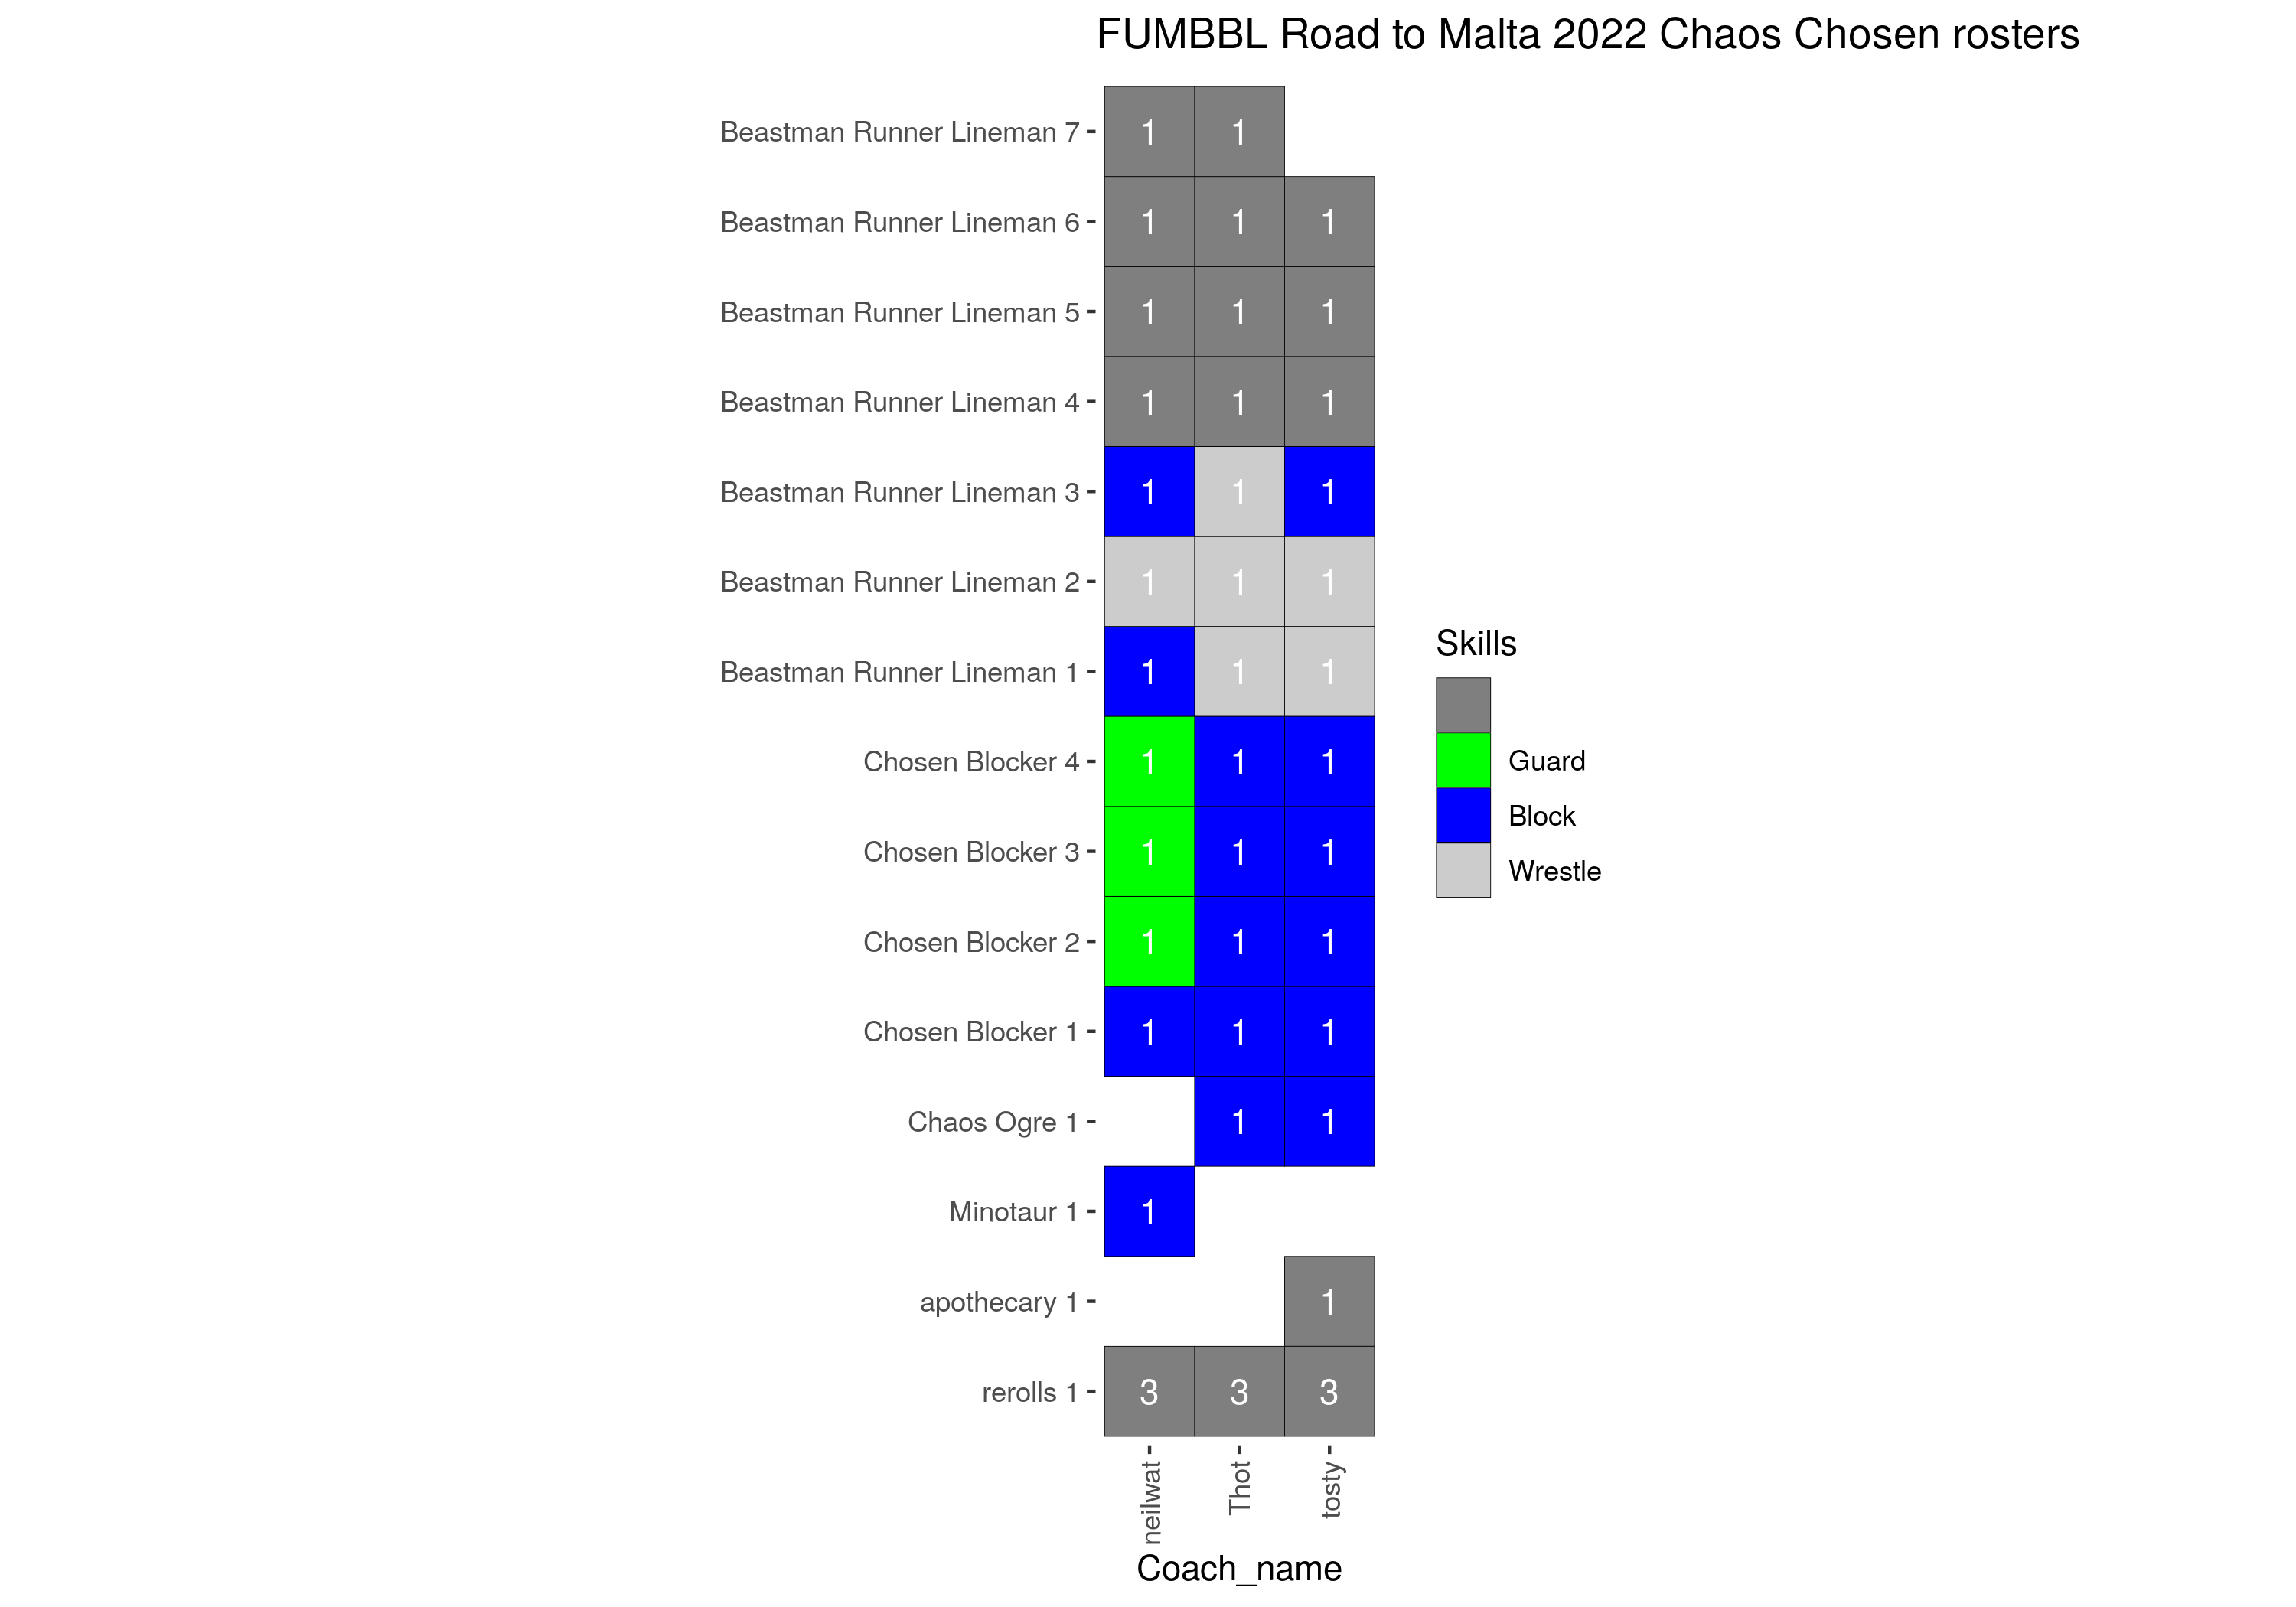 FUMBBL Road to Malta 2022 Chaos Chosen rosters
Beastman Runner Lineman 7 1 1
Beastman Runner Lineman 6 1 1 1
Beastman Runner Lineman 5 1 1 1
Beastman Runner Lineman 4 1 1 1
Beastman Runner Lineman 3 1 1 1
Beastman Runner Lineman 2 1 1 1
Beastman Runner Lineman 1 1 1 1
Chosen Blocker 4 1 1 1
Chosen Blocker 3 1 1 1
Chosen Blocker 2 1 1 1
Chosen Blocker 1 1 1 1
Chaos Ogre 1 1 1
Minotaur 1 1
apothecary 1 1
rerolls 1 3 3 3
neilwat Thot tosty
Coach_name
Skills
Guard
Block
Wrestle